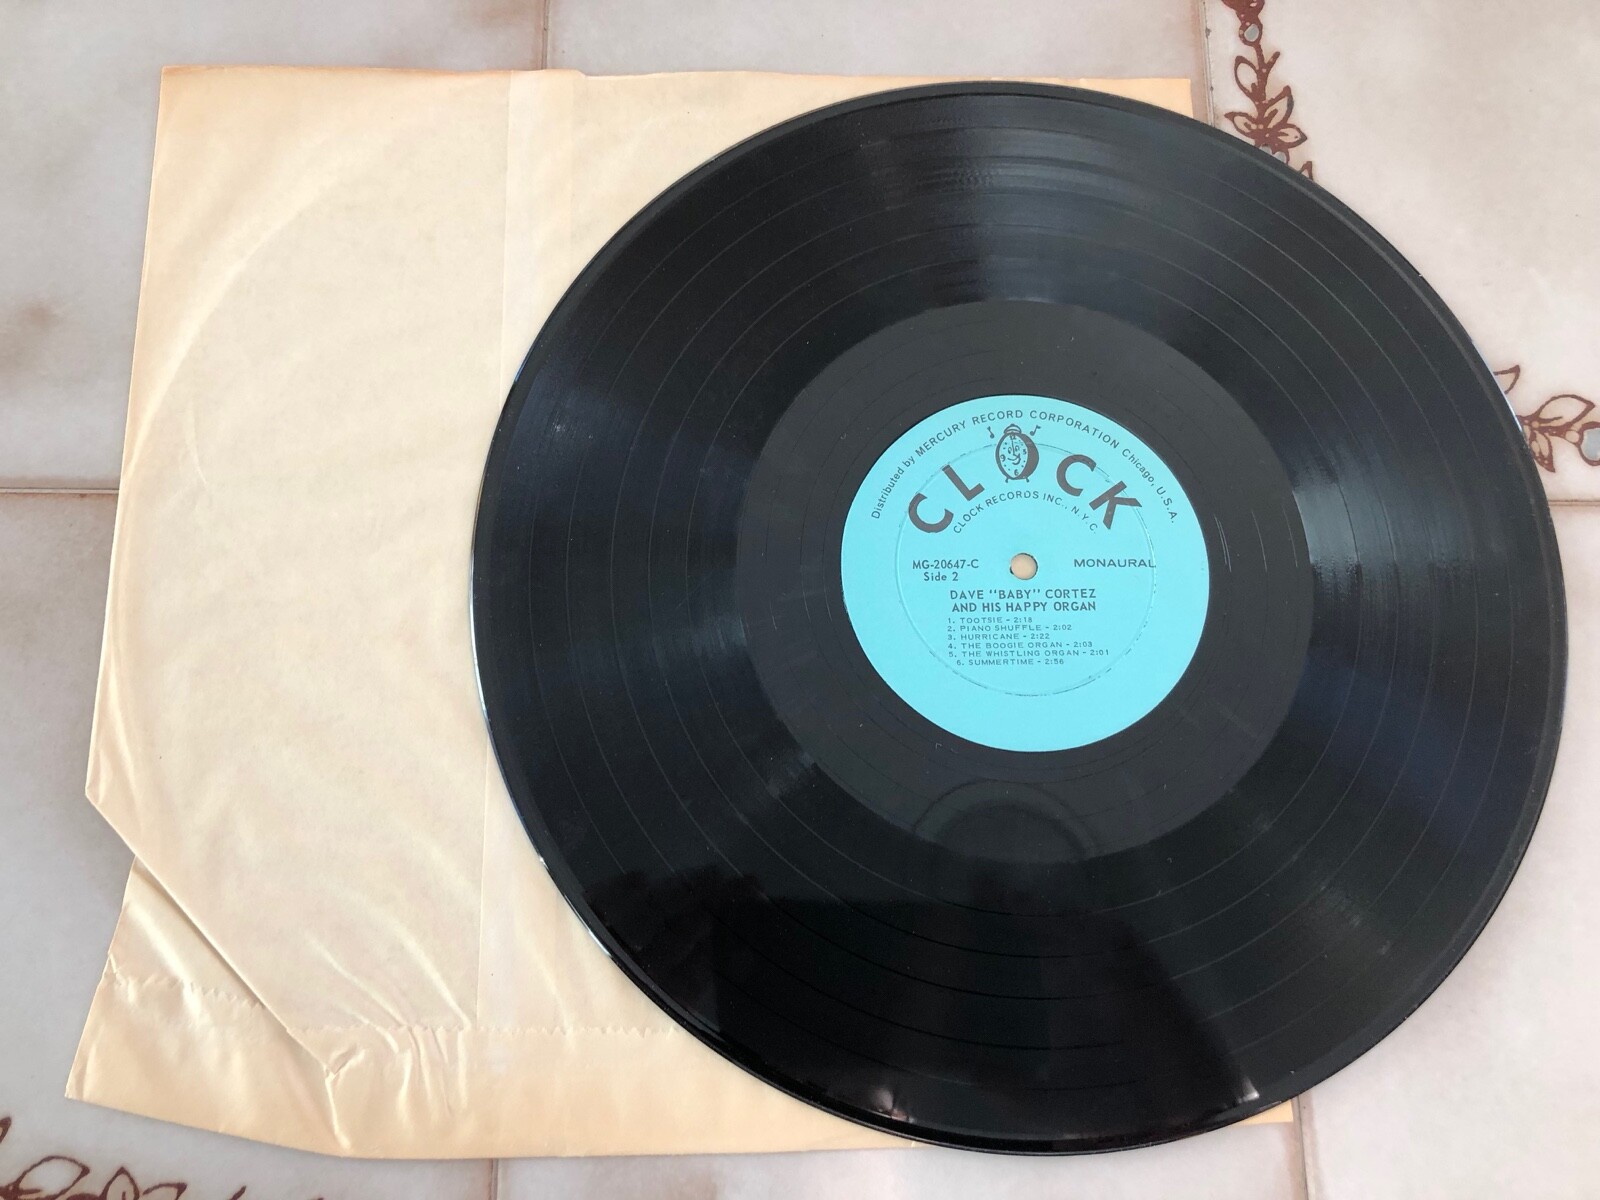 Distributed by MERCURY RECORD CORPORATION Chicago, U.S.A.
CLOCK
CLOCK RECORDS INC., N.Y.C.
MG-20647-C MONAURAL
Side 2
DAVE "BABY" CORTEZ
AND HIS HAPPY ORGAN
1. TOOTSIE - 2:18
2. PIANO SHUFFLE - 2:02
3. HURRICANE - 2:22
4. THE BOOGIE ORGAN - 2:03
5. THE WHISTLING ORGAN - 2:01
6. SUMMERTIME - 2:56